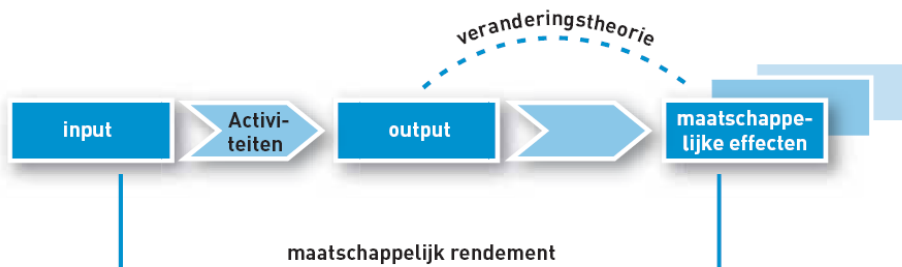 veranderingstheorie
input
Activi-
teiten
output
maatschappe-
lijke effecten
maatschappelijk rendement